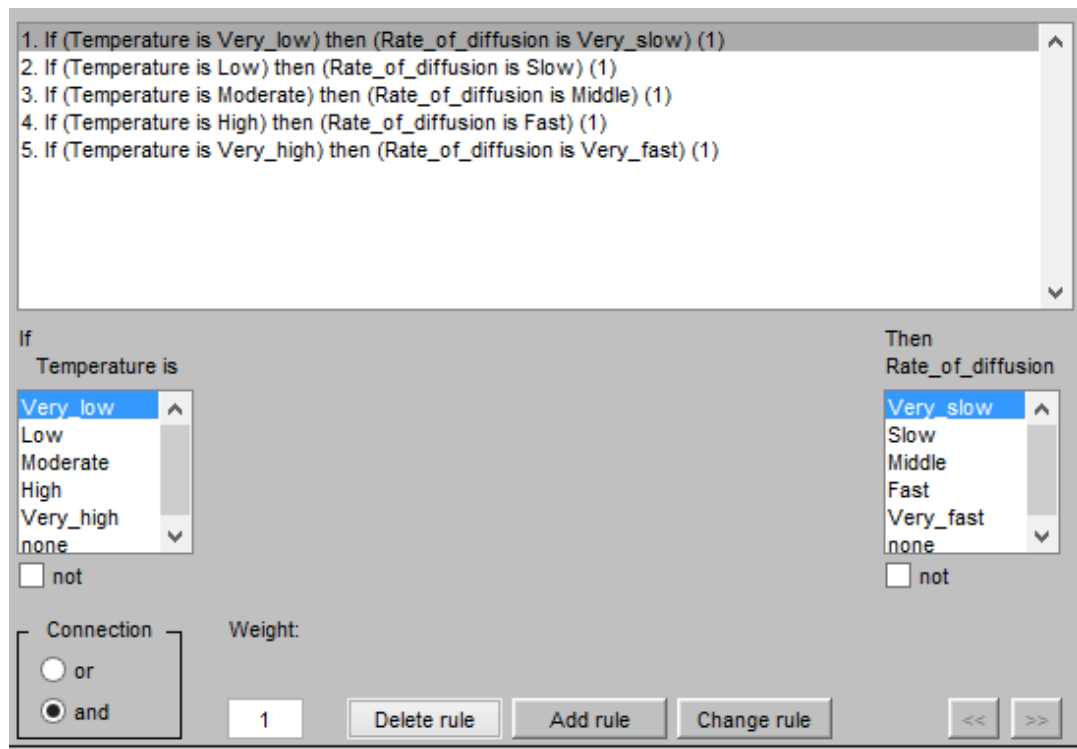 1. If (Temperature is Very_low) then (Rate_of_diffusion is Very_slow) (1)
2. If (Temperature is Low) then (Rate_of_diffusion is Slow) (1)
3. If (Temperature is Moderate) then (Rate_of_diffusion is Middle) (1)
4. If (Temperature is High) then (Rate_of_diffusion is Fast) (1)
5. If (Temperature is Very_high) then (Rate_of_diffusion is Very_fast) (1)
If
Temperature is
Very_low
Low
Moderate
High
Very_high
none
not
Then
Rate_of_diffusion
Very_slow
Slow
Middle
Fast
Very_fast
none
not
Connection
or
and
Weight:
1
Delete rule
Add rule
Change rule
<<
>>